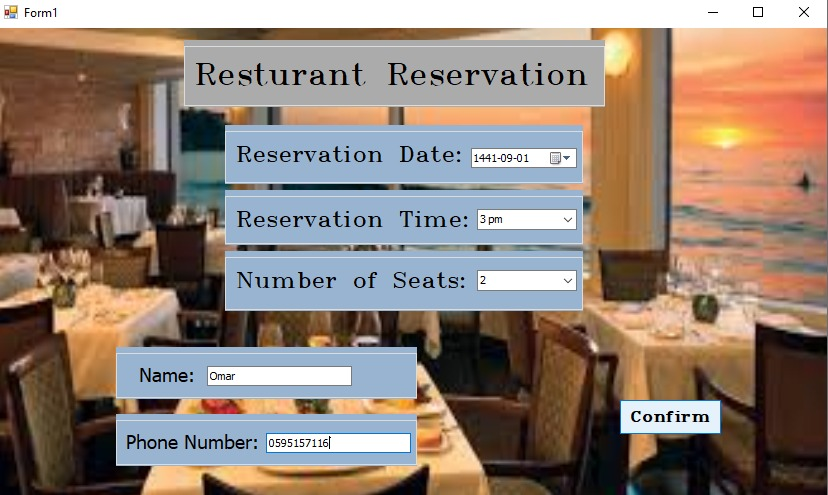 Form1
Resturant Reservation
Reservation Date: 1441-09-01
Reservation Time: 3 pm
Number of Seats: 2
Name: Omar
Phone Number: 0595157116
Confirm